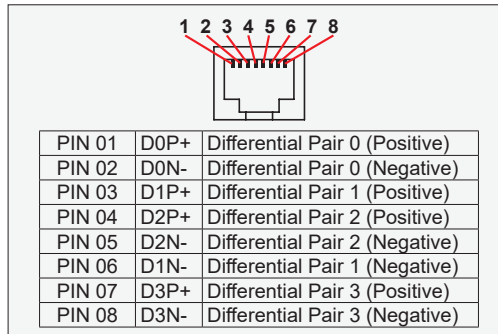 1 2 3 4 5 6 7 8
PIN 01 D0P+ Differential Pair 0 (Positive)
PIN 02 D0N- Differential Pair 0 (Negative)
PIN 03 D1P+ Differential Pair 1 (Positive)
PIN 04 D2P+ Differential Pair 2 (Positive)
PIN 05 D2N- Differential Pair 2 (Negative)
PIN 06 D1N- Differential Pair 1 (Negative)
PIN 07 D3P+ Differential Pair 3 (Positive)
PIN 08 D3N- Differential Pair 3 (Negative)